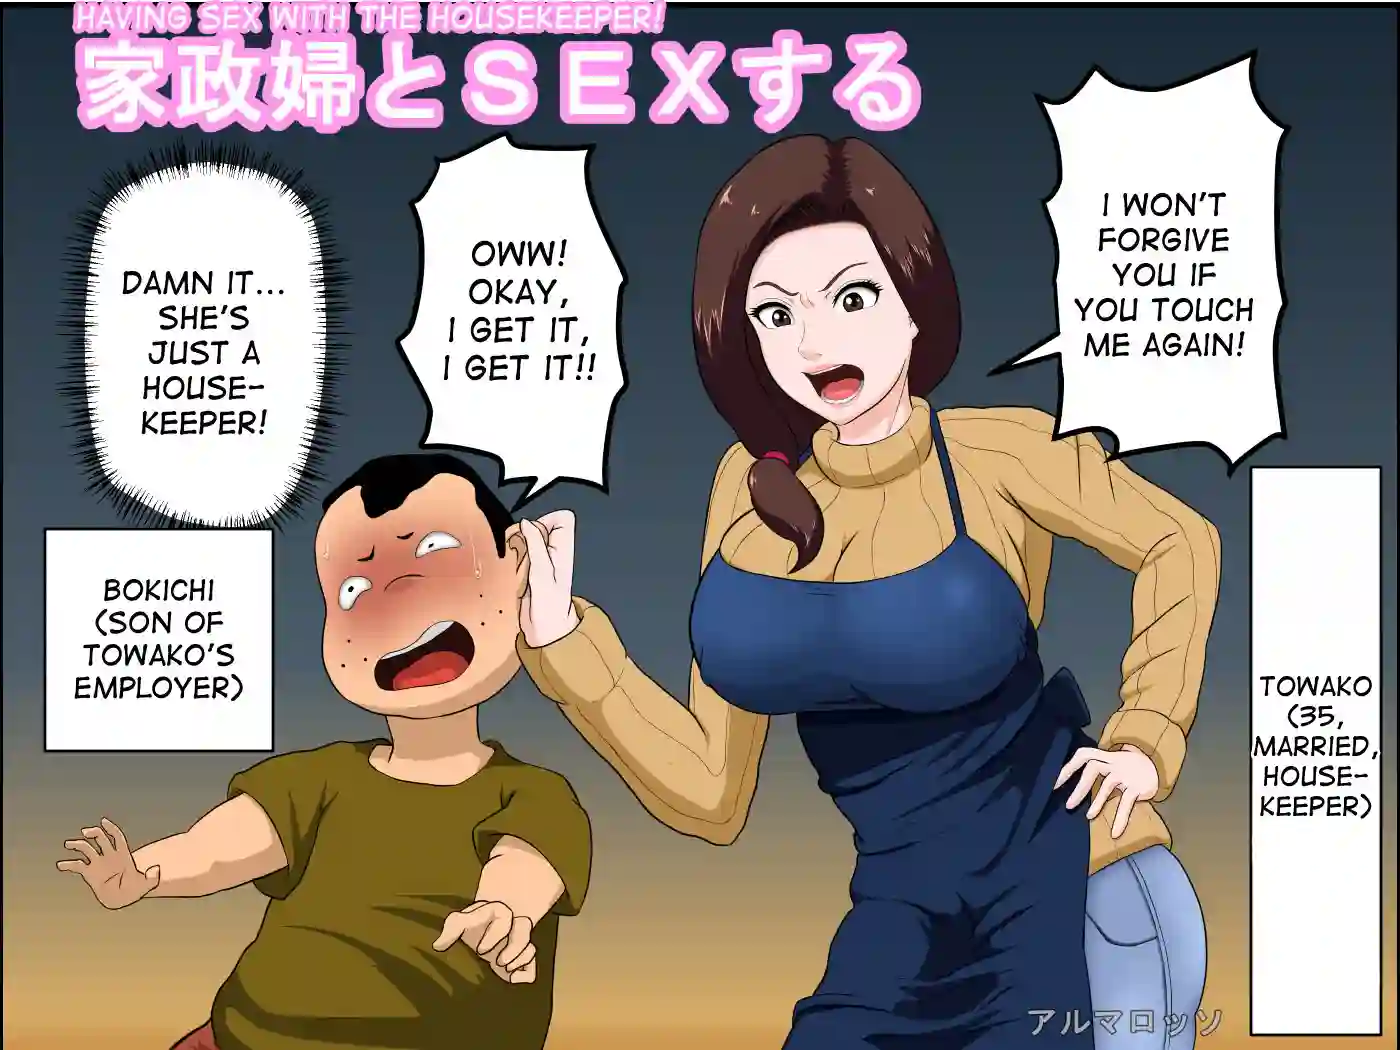 HAVING SEX WITH THE HOUSEKEEPER!
家政婦とＳＥＸする
I WON'T
FORGIVE
YOU IF
YOU TOUCH
ME AGAIN!
OWW!
OKAY,
I GET IT,
I GET IT!!
DAMN IT...
SHE'S
JUST A
HOUSE-
KEEPER!
BOKICHI
(SON OF
TOWAKO'S
EMPLOYER)
TOWAKO
(35,
MARRIED,
HOUSE-
KEEPER)
アルマロッソ